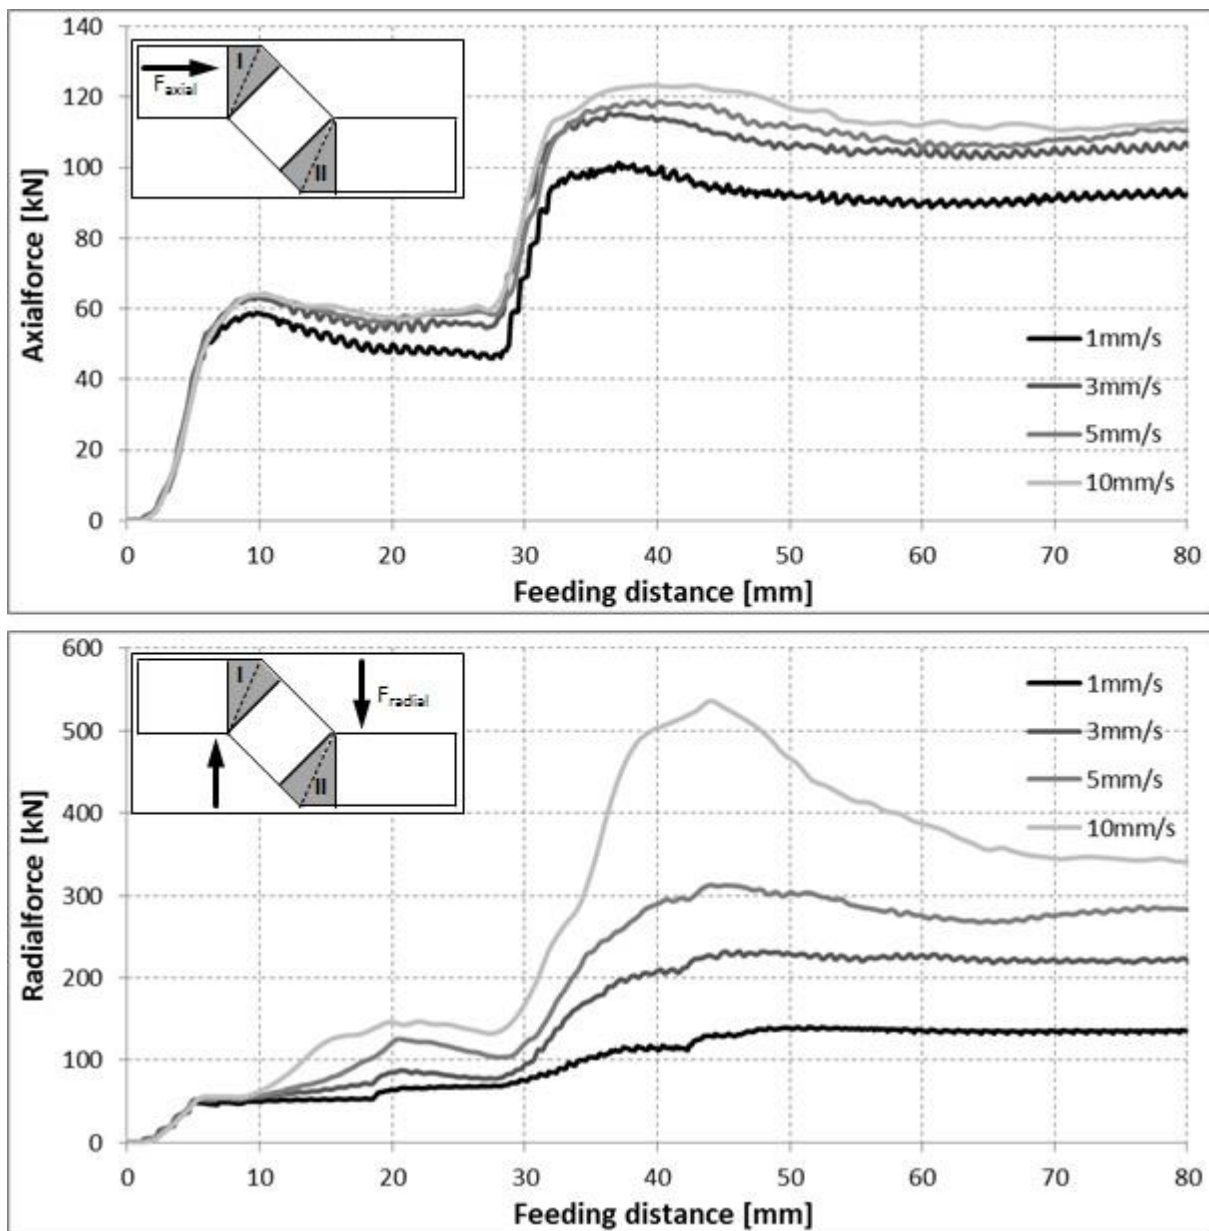 140
120
100
80
60
40
20
0
Axialforce [kN]
I
F_axial
II
1mm/s
3mm/s
5mm/s
10mm/s
0 10 20 30 40 50 60 70 80
Feeding distance [mm]
600
500
400
300
200
100
0
Radialforce [kN]
I
F_radial
II
1mm/s
3mm/s
5mm/s
10mm/s
0 10 20 30 40 50 60 70 80
Feeding distance [mm]